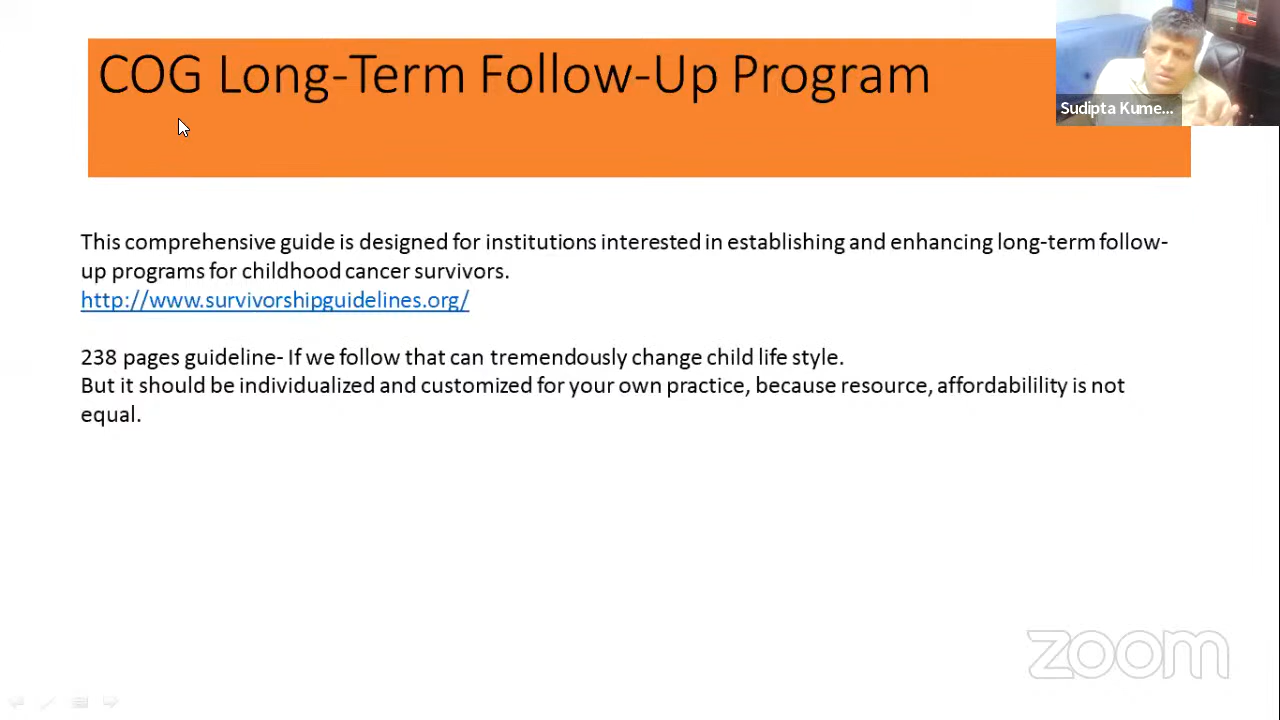 COG Long-Term Follow-Up Program
Sudipta Kume...
This comprehensive guide is designed for institutions interested in establishing and enhancing long-term follow-
up programs for childhood cancer survivors.
http://www.survivorshipguidelines.org/
238 pages guideline- If we follow that can tremendously change child life style.
But it should be individualized and customized for your own practice, because resource, affordabilility is not
equal.
zoom